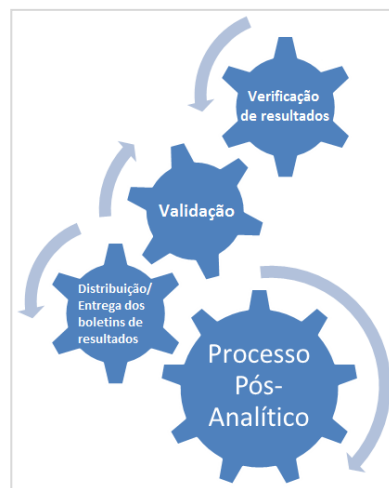 Verificação
de resultados
Validação
Distribuição/
Entrega dos
boletins de
resultados
Processo
Pós-
Analítico